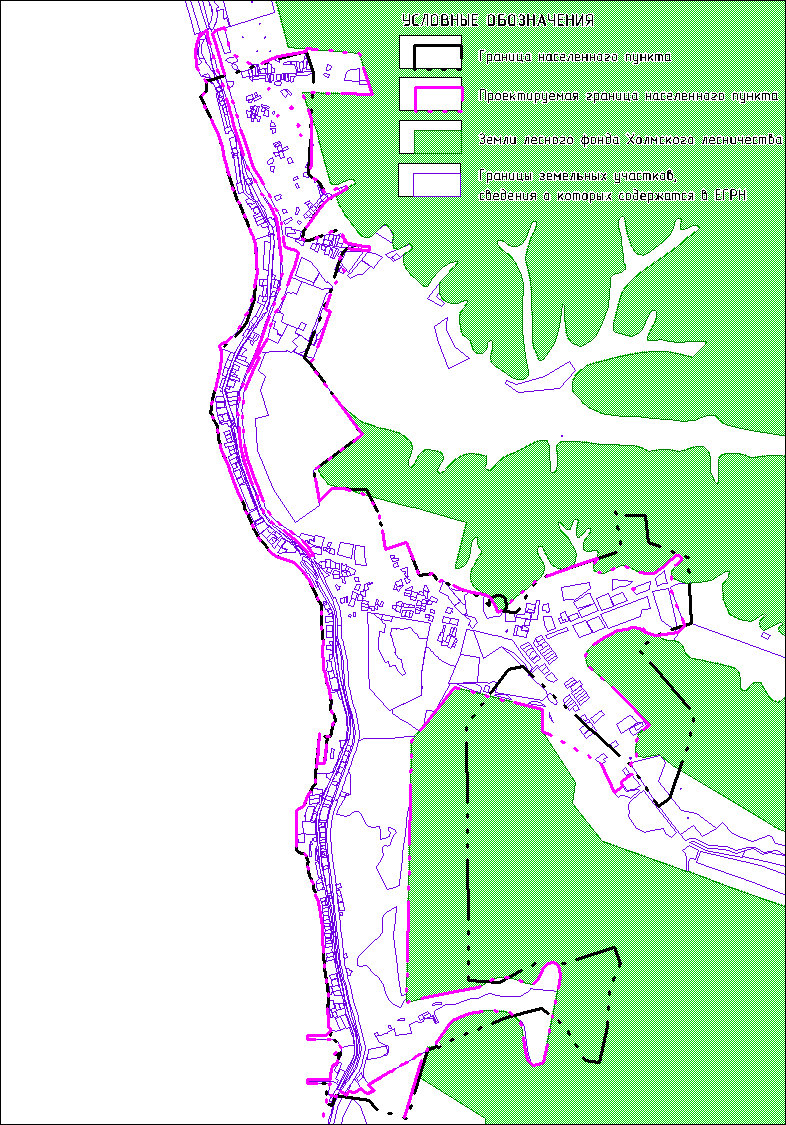 УСЛОВНЫЕ ОБОЗНАЧЕНИЯ
Граница населенного пункта
Проектируемая граница населенного пункта
Земли лесного фонда Холмского лесничества
Границы земельных участков,
сведения о которых содержатся в ЕГРН